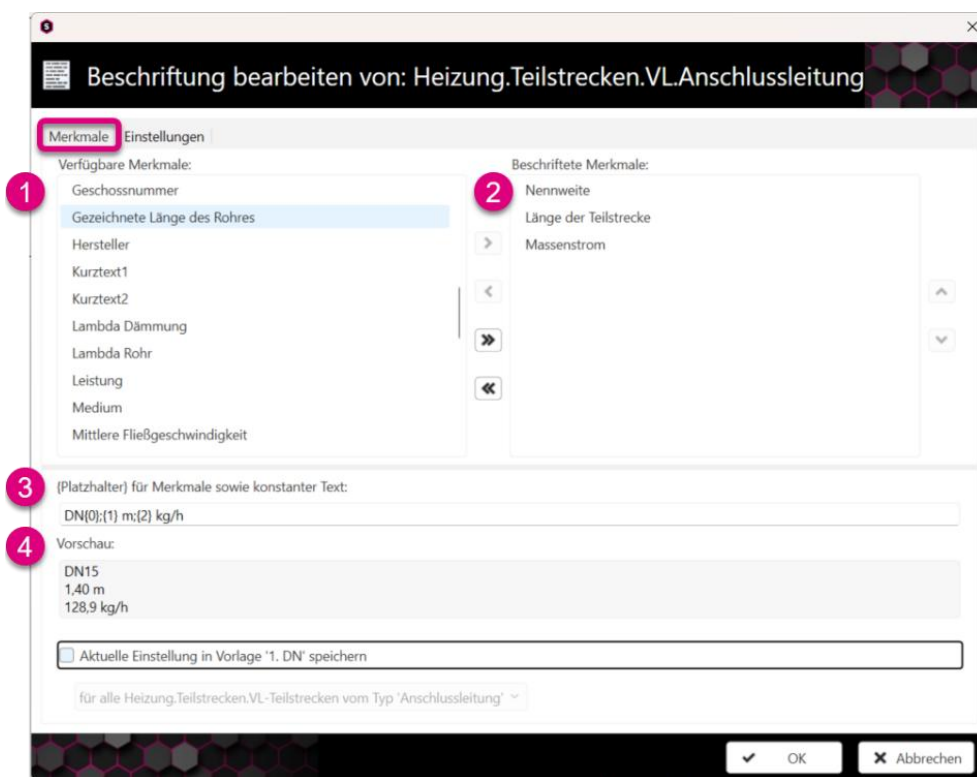 S
Beschriftung bearbeiten von: Heizung.Teilstrecken.VL.Anschlussleitung
Merkmale Einstellungen
Verfügbare Merkmale:
1
Geschossnummer
Gezeichnete Länge des Rohres
Hersteller
Kurztext1
Kurztext2
Lambda Dämmung
Lambda Rohr
Leistung
Medium
Mittlere Fließgeschwindigkeit
Beschriftete Merkmale:
2
Nennweite
Länge der Teilstrecke
Massenstrom
3
{Platzhalter} für Merkmale sowie konstanter Text:
DN{0};{1} m;{2} kg/h
4
Vorschau:
DN15
1,40 m
128,9 kg/h
Aktuelle Einstellung in Vorlage '1. DN' speichern
für alle Heizung.Teilstrecken.VL-Teilstrecken vom Typ 'Anschlussleitung'
OK
Abbrechen